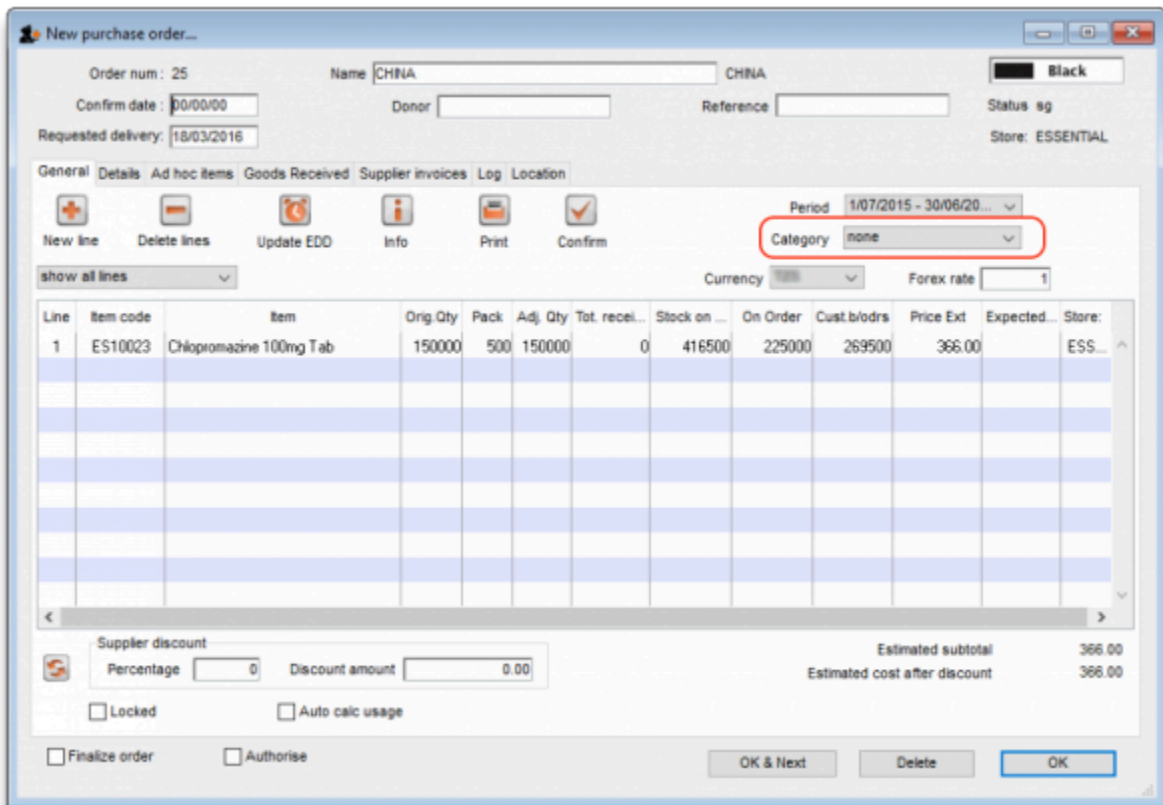 New purchase order...
Order num: 25 Name CHINA CHINA Black
Confirm date: 00/00/00 Donor Reference Status sg
Requested delivery: 18/03/2016 Store: ESSENTIAL
General Details Ad hoc items Goods Received Supplier invoices Log Location
Period 1/07/2015 - 30/06/20...
New line Delete lines Update EDD Info Print Confirm Category none
show all lines Currency Forex rate 1
Line Item code Item Orig.Qty Pack Adj. Qty Tot. recei... Stock on ... On Order Cust.b/odrs Price Ext Expected... Store:
1 ES10023 Chlopromazine 100mg Tab 150000 500 150000 0 416500 225000 269500 366.00 ESS...
Supplier discount Estimated subtotal 366.00
Percentage 0 Discount amount 0.00 Estimated cost after discount 366.00
Locked Auto calc usage
Finalize order Authorise OK & Next Delete OK